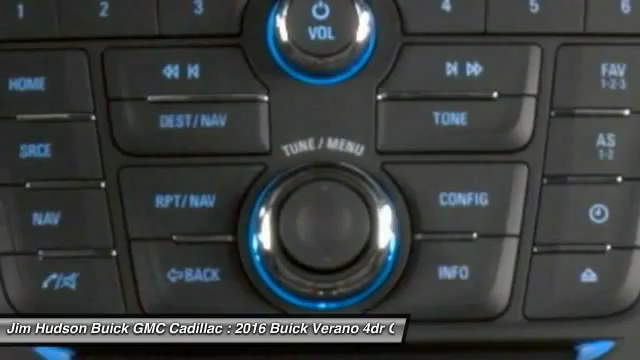 1 2 3 4 5 6
VOL
HOME FAV
1-2-3
DEST/NAV TONE
SRCE TUNE / MENU AS
1-2
RPT/NAV CONFIG
NAV
BACK INFO
Jim Hudson Buick GMC Cadillac : 2016 Buick Verano 4dr